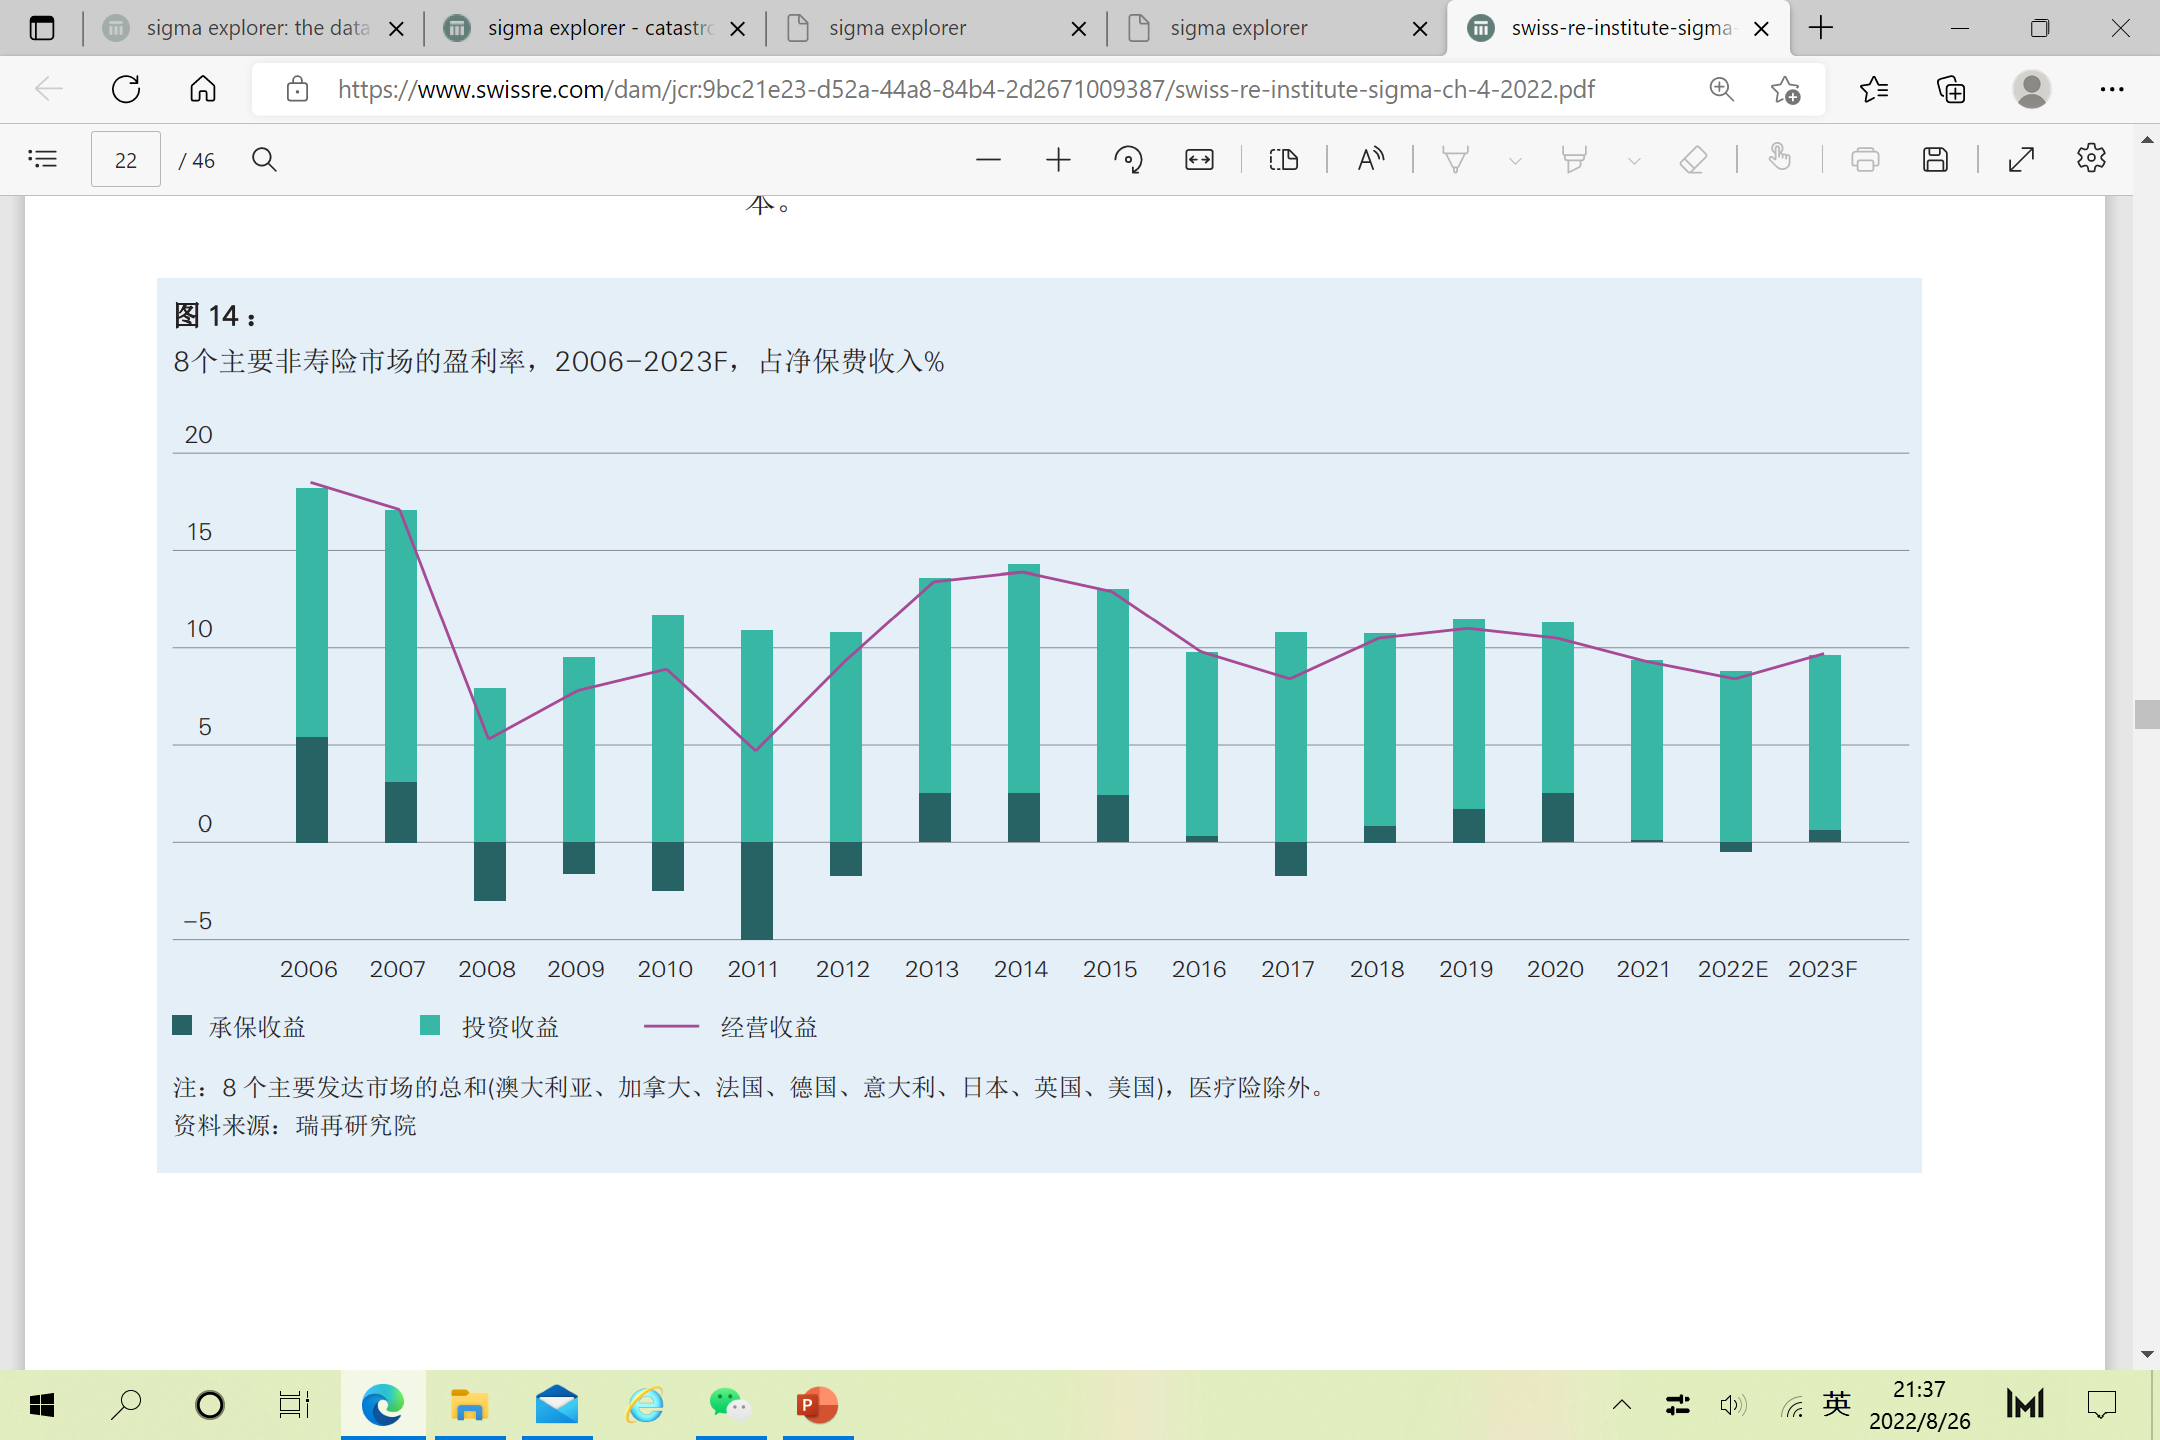 sigma explorer: the data
sigma explorer - catastro
sigma explorer
sigma explorer
swiss-re-institute-sigma-
https://www.swissre.com/dam/jcr:9bc21e23-d52a-44a8-84b4-2d2671009387/swiss-re-institute-sigma-ch-4-2022.pdf
22 / 46
本。
图 14：
8个主要非寿险市场的盈利率，2006–2023F，占净保费收入%
20
15
10
5
0
–5
2006 2007 2008 2009 2010 2011 2012 2013 2014 2015 2016 2017 2018 2019 2020 2021 2022E 2023F
承保收益 投资收益 经营收益
注：8 个主要发达市场的总和(澳大利亚、加拿大、法国、德国、意大利、日本、英国、美国)，医疗险除外。
资料来源：瑞再研究院
英
21:37
2022/8/26